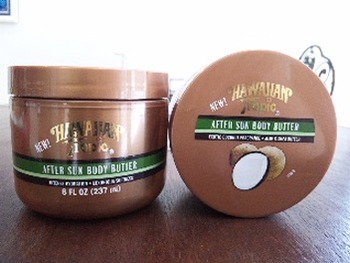 NEW!
HAWAIIAN
Tropic®
AFTER SUN BODY BUTTER
8 FL OZ (237 mL)
NEW!
HAWAIIAN
Tropic®
AFTER SUN BODY BUTTER